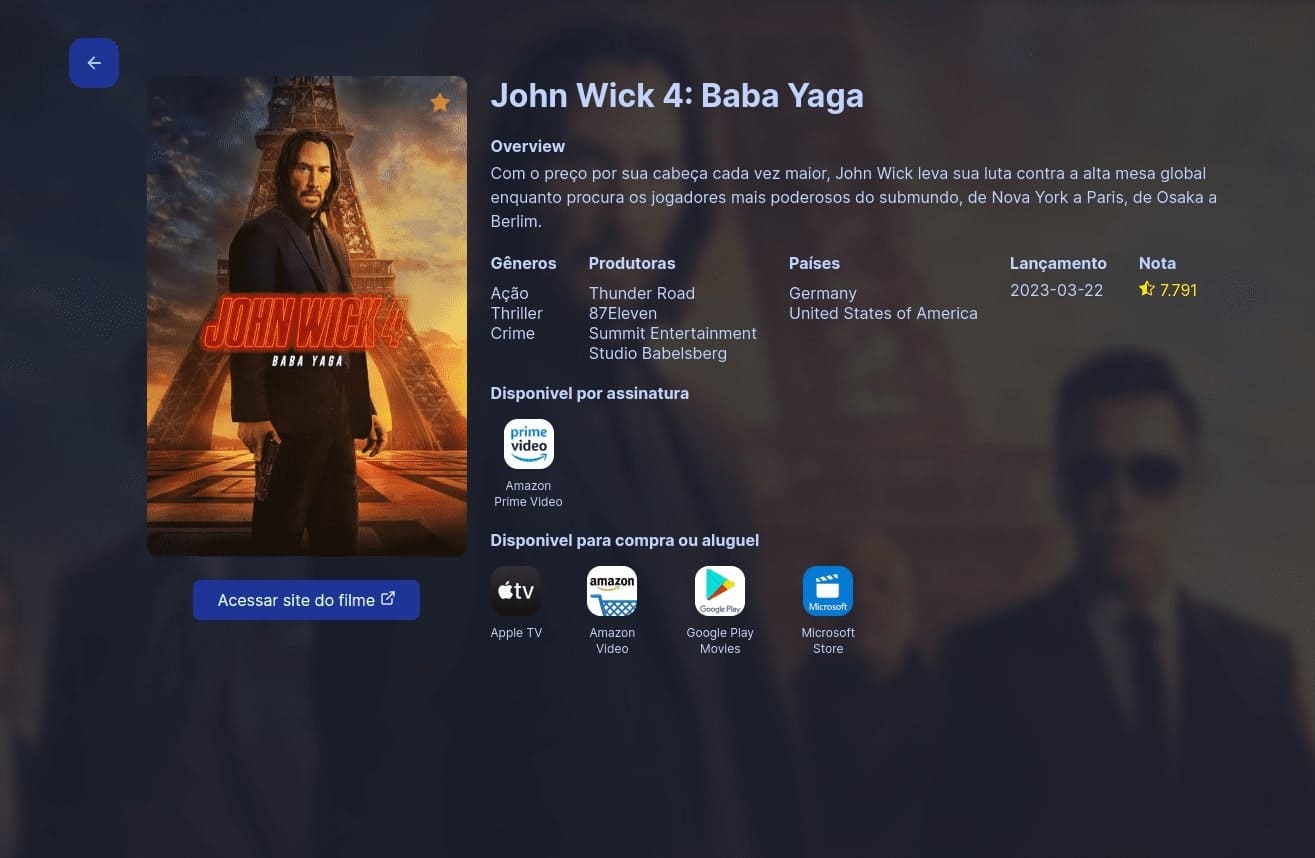 John Wick 4: Baba Yaga
JOHN WICK 4
BABA YAGA
Acessar site do filme
Overview
Com o preço por sua cabeça cada vez maior, John Wick leva sua luta contra a alta mesa global
enquanto procura os jogadores mais poderosos do submundo, de Nova York a Paris, de Osaka a
Berlim.
Gêneros
Ação
Thriller
Crime
Produtoras
Thunder Road
87Eleven
Summit Entertainment
Studio Babelsberg
Países
Germany
United States of America
Lançamento
2023-03-22
Nota
7.791
Disponivel por assinatura
prime
video
Amazon
Prime Video
Disponivel para compra ou aluguel
tv
Apple TV
amazon
Amazon
Video
Google Play
Google Play
Movies
Microsoft
Microsoft
Store